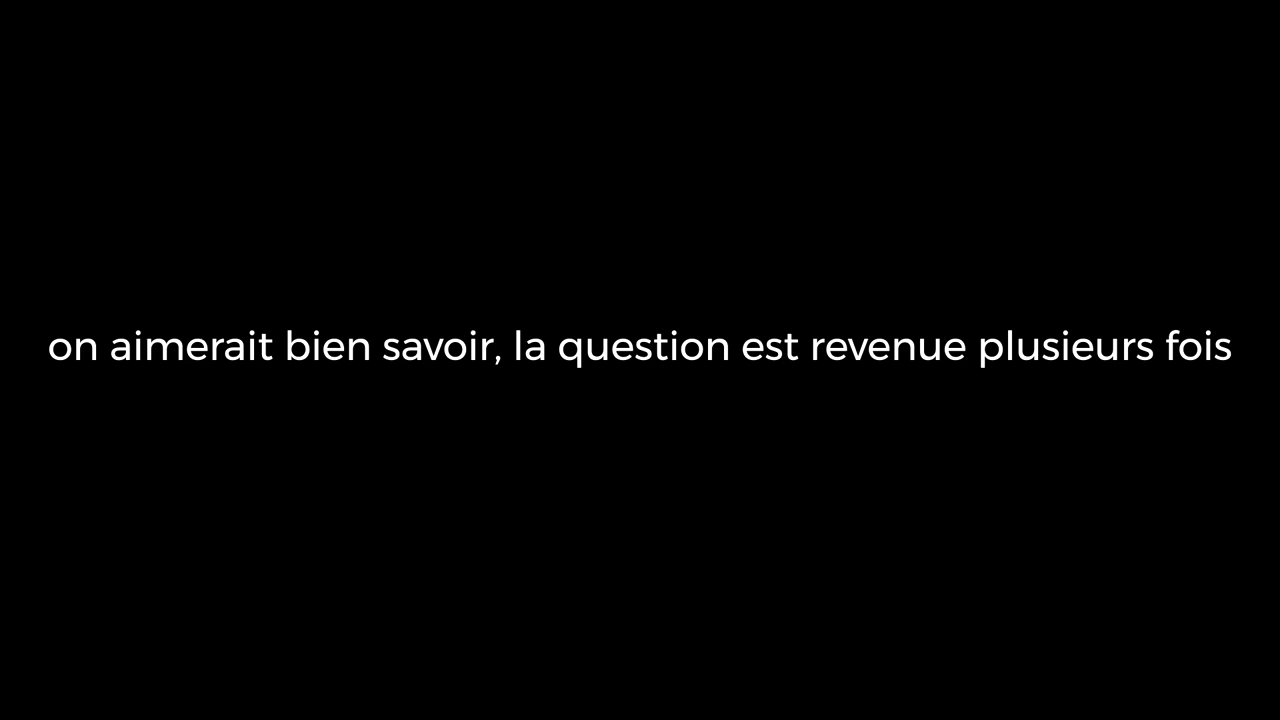 on aimerait bien savoir, la question est revenue plusieurs fois